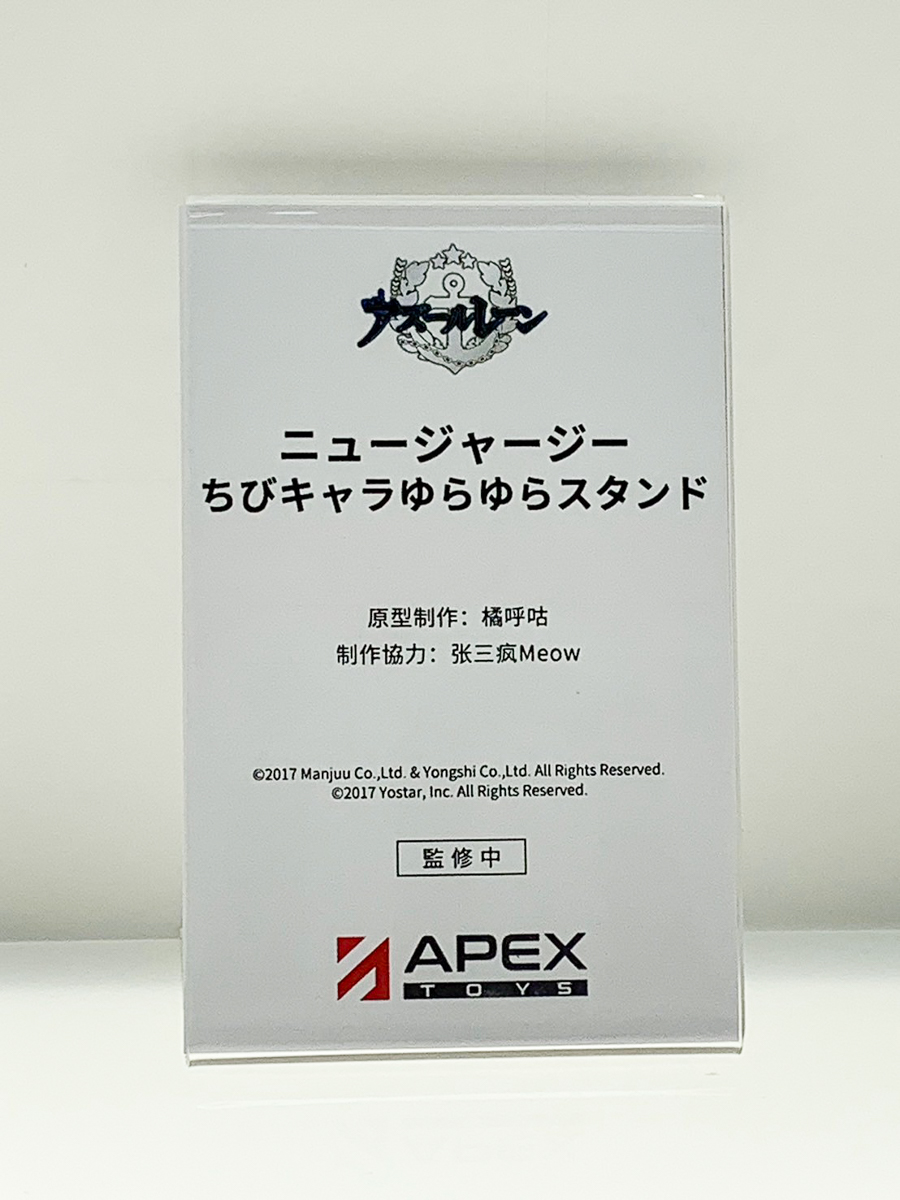 アズールレーン
ニュージャージー
ちびキャラゆらゆらスタンド
原型制作：橘呼咕
制作協力：张三疯Meow
©2017 Manjuu Co.,Ltd. & Yongshi Co.,Ltd. All Rights Reserved.
©2017 Yostar, Inc. All Rights Reserved.
監修中
APEX
TOYS